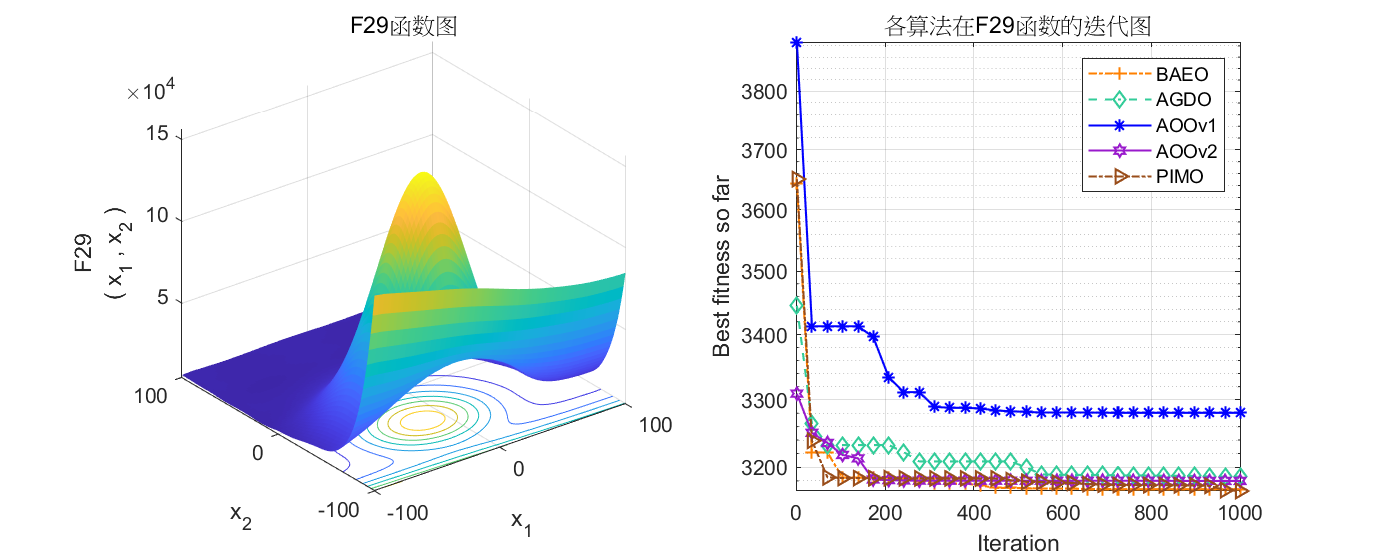 F29函数图
×10⁴
15
10
5
F29
( x₁ , x₂ )
100
0
-100
x₂
-100
0
100
x₁
各算法在F29函数的迭代图
3800
3700
3600
3500
3400
3300
3200
Best fitness so far
0
200
400
600
800
1000
Iteration
BAEO
AGDO
AOOv1
AOOv2
PIMO